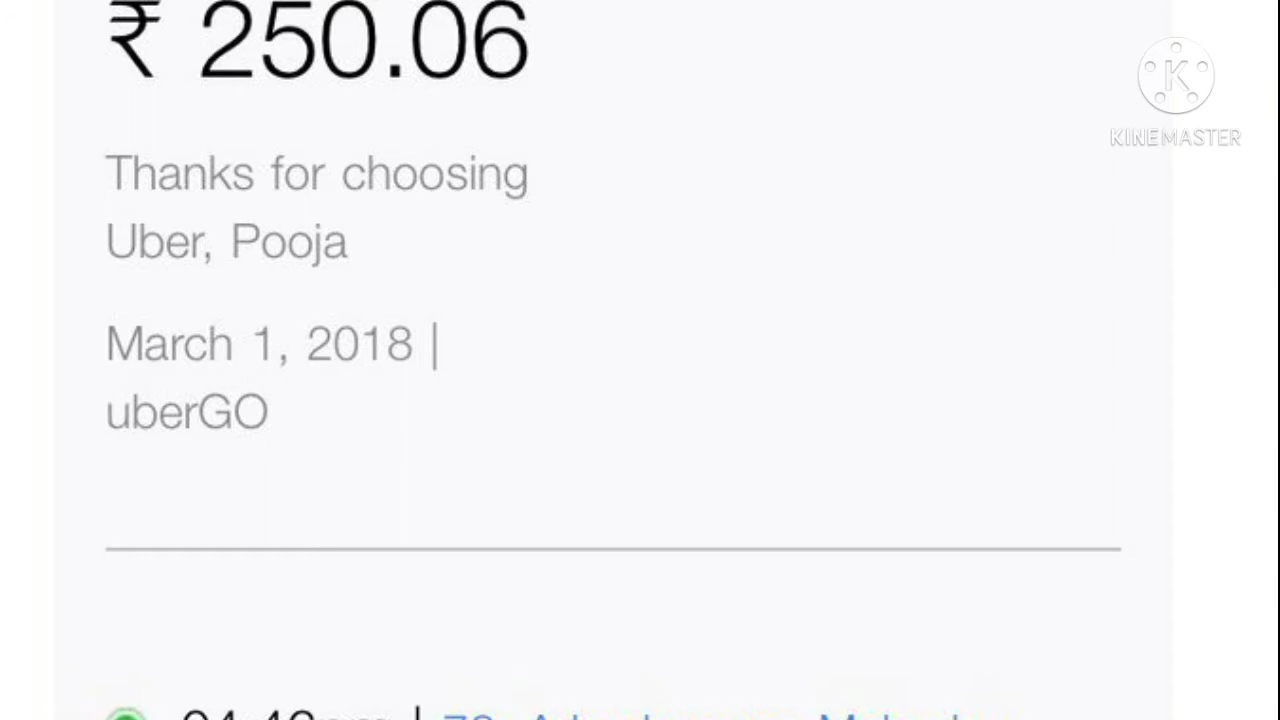 ₹ 250.06
K
KINEMASTER
Thanks for choosing
Uber, Pooja
March 1, 2018 |
uberGO